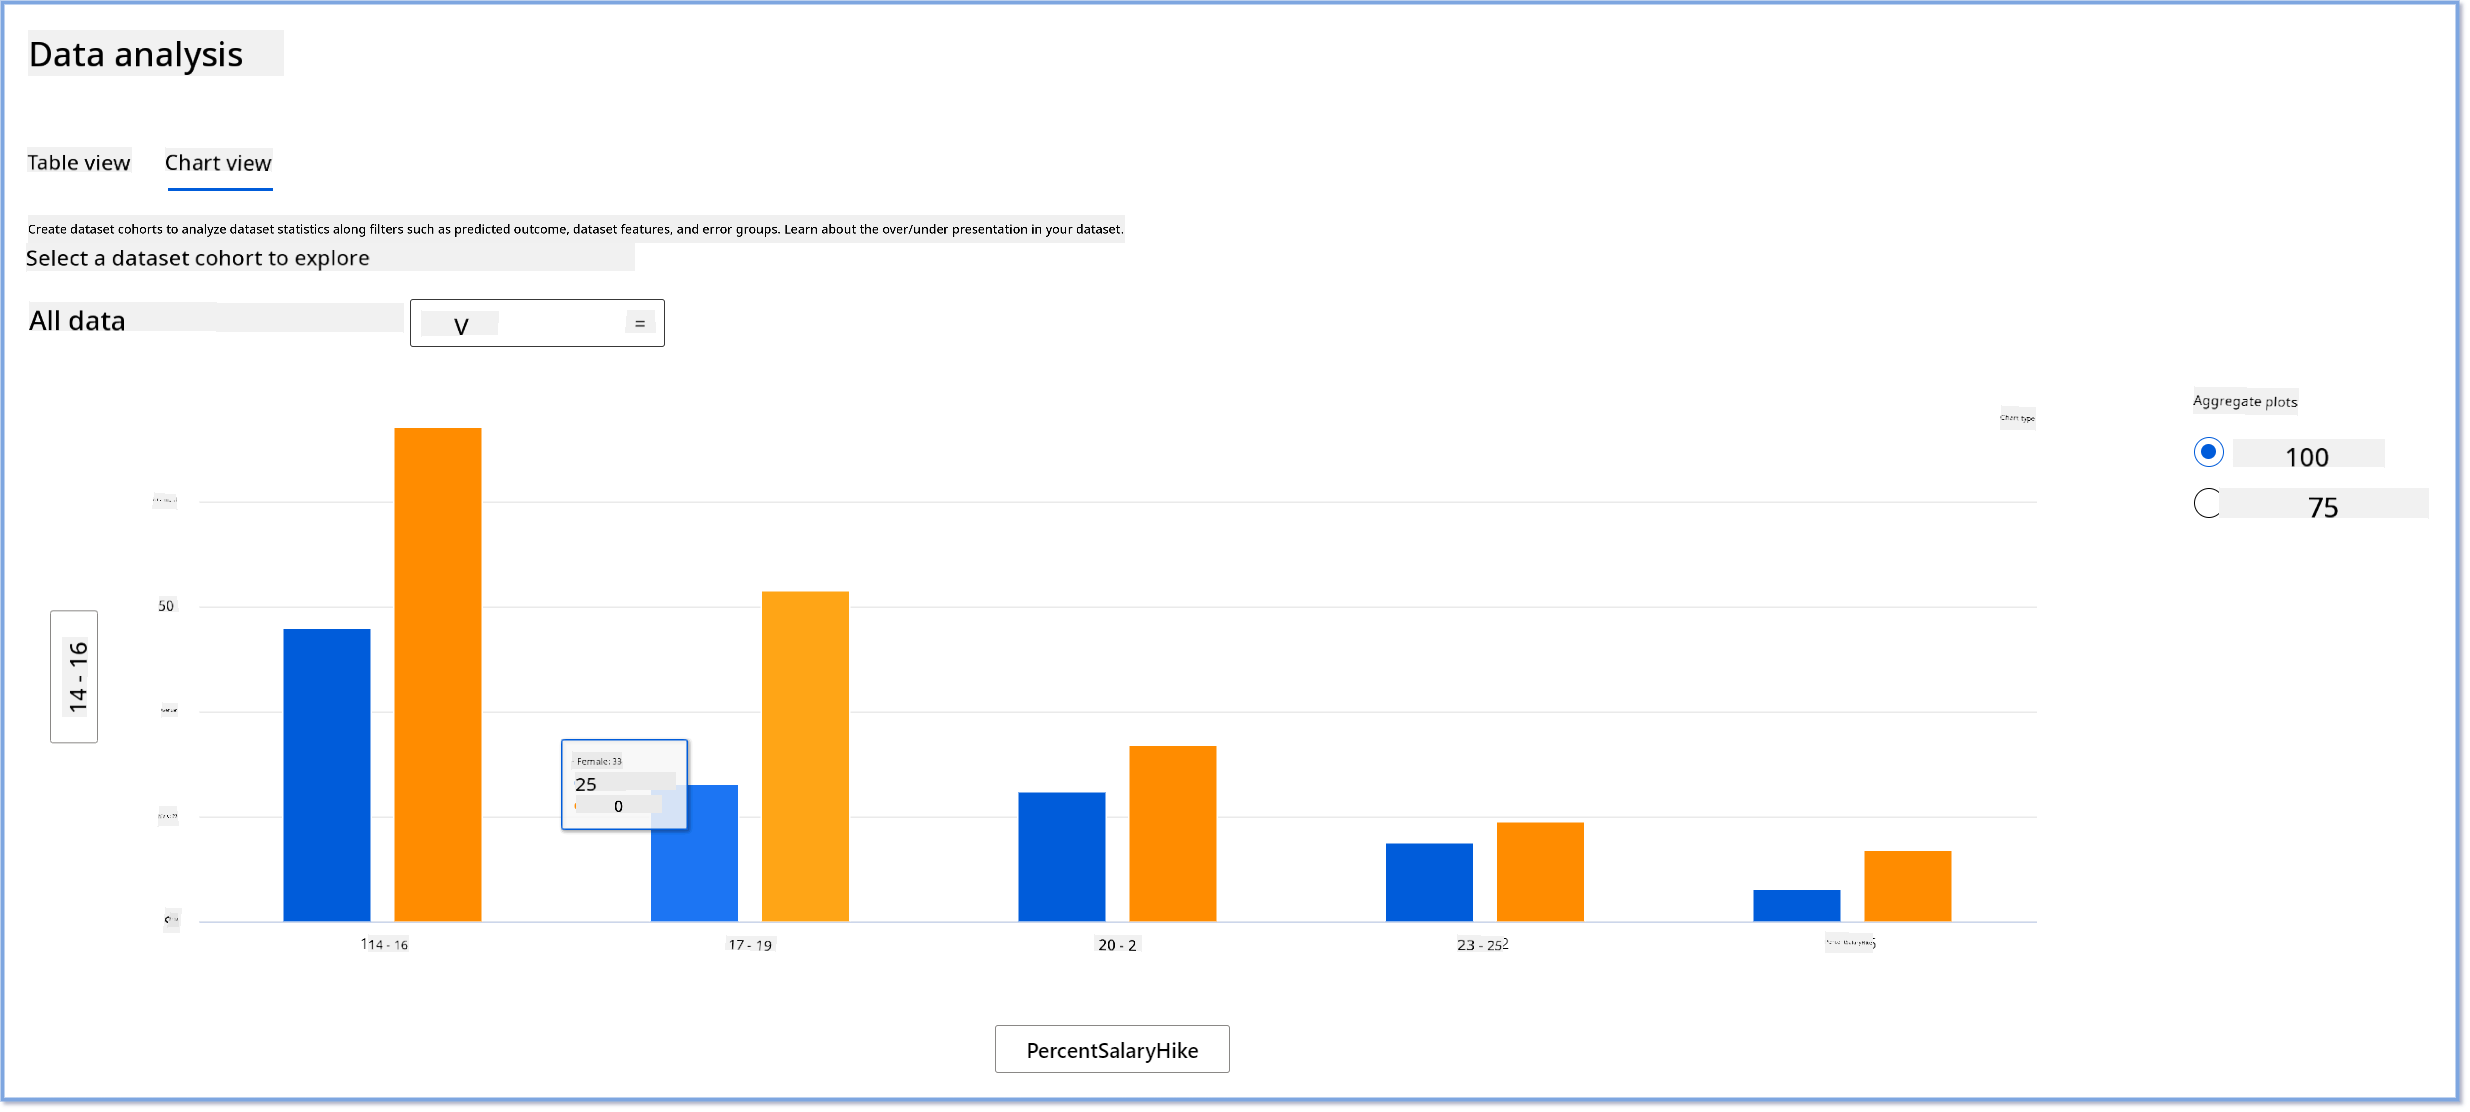 Data analysis
Table view
Chart view
Create dataset cohorts to analyze dataset statistics along filters such as predicted outcome, dataset features, and error groups. Learn about the over/under presentation in your dataset.
Select a dataset cohort to explore
All data
V
=
Aggregate plots
Chart type
100
75
50
14 - 16
Female: 33
25
0
114 - 16
17 - 19
20 - 2
23 - 252
PercentSalaryHike